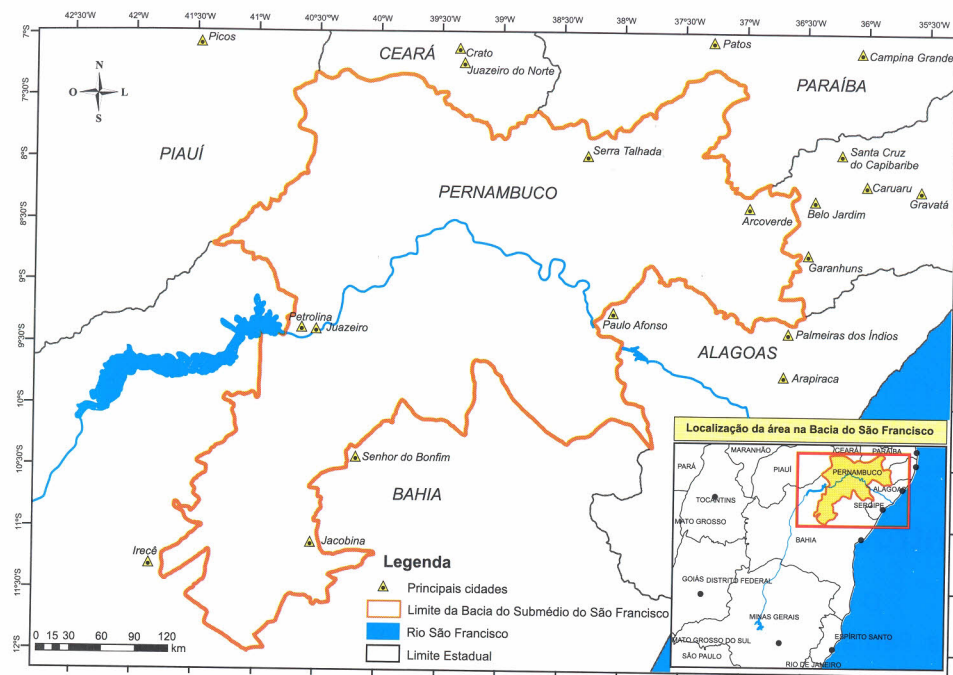 42°30'S 42°00'S 41°30'S 41°00'S 40°30'S 40°00'S 39°30'S 39°00'S 38°30'S 38°00'S 37°30'S 37°00'S 36°30'S 36°00'S 35°30'S
7°S
7°30'S
8°S
8°30'S
9°S
9°30'S
10°S
10°30'S
11°S
11°30'S
12°S
N
O L
S
Picos
CEARÁ
Crato
Juazeiro do Norte
Patos
Campina Grande
PARAÍBA
PIAUÍ
Serra Talhada
Santa Cruz
do Capibaribe
PERNAMBUCO
Caruaru
Gravatá
Arcoverde
Belo Jardim
Garanhuns
Petrolina
Juazeiro
Paulo Afonso
Palmeiras dos Índios
ALAGOAS
Arapiraca
Senhor do Bonfim
BAHIA
Jacobina
Irecê
Legenda
Principais cidades
Limite da Bacia do Submédio do São Francisco
Rio São Francisco
Limite Estadual
0 15 30 60 90 120
km
Localização da área na Bacia do São Francisco
MARANHÃO
CEARÁ
PARAÍBA
PARÁ
PIAUÍ
PERNAMBUCO
ALAGOAS
TOCANTINS
SERGIPE
MATO GROSSO
BAHIA
GOIÁS
DISTRITO FEDERAL
MINAS GERAIS
MATO GROSSO DO SUL
ESPÍRITO SANTO
SÃO PAULO
RIO DE JANEIRO